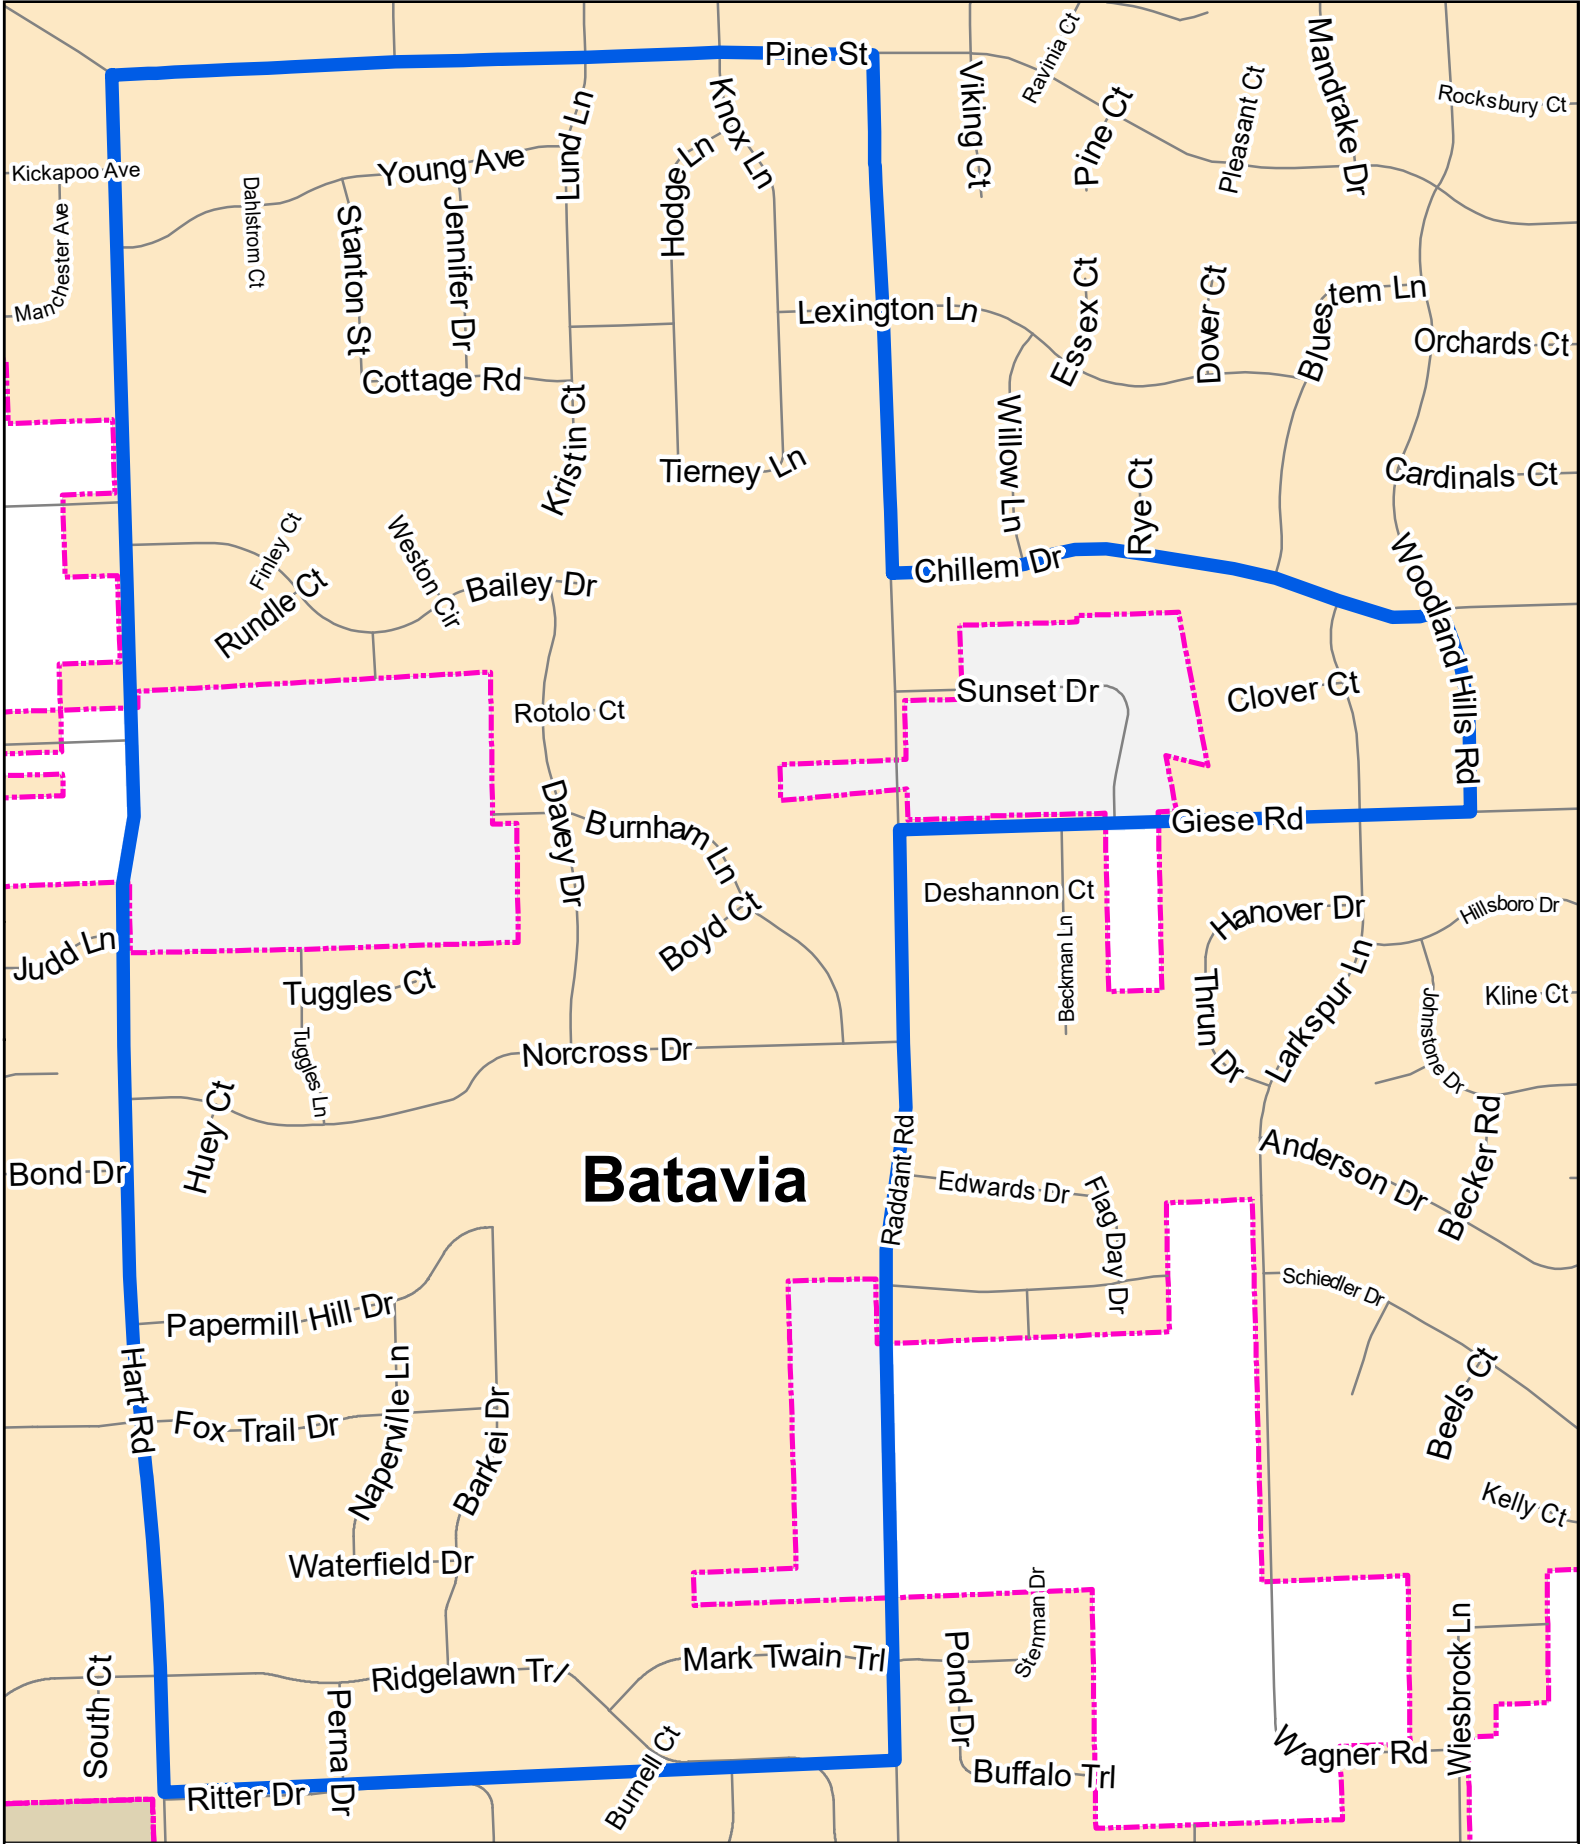 Pine St
Ravinia Ct
Viking Ct
Pine Ct
Pleasant Ct
Mandrake Dr
Rocksbury Ct
Kickapoo Ave
Manchester Ave
Dahlstrom Ct
Young Ave
Stanton St
Jennifer Dr
Lund Ln
Knox Ln
Hodge Ln
Lexington Ln
Essex Ct
Dover Ct
Bluestem Ln
Orchards Ct
Cottage Rd
Kristin Ct
Tierney Ln
Willow Ln
Rye Ct
Cardinals Ct
Finley Ct
Rundle Ct
Weston Cir
Bailey Dr
Chillem Dr
Woodland Hills Rd
Rotolo Ct
Sunset Dr
Clover Ct
Davey Dr
Burnham Ln
Giese Rd
Boyd Ct
Deshannon Ct
Beckman Ln
Hanover Dr
Hillsboro Dr
Judd Ln
Tuggles Ct
Tuggles Ln
Thrun Dr
Larkspur Ln
Johnstone Dr
Kline Ct
Norcross Dr
Huey Ct
Bond Dr
Batavia
Raddant Rd
Edwards Dr
Flag Day Dr
Anderson Dr
Becker Rd
Schiedler Dr
Papermill Hill Dr
Hart Rd
Fox Trail Dr
Naperville Ln
Barkei Dr
Beels Ct
Kelly Ct
Waterfield Dr
South Ct
Ridgelawn Trl
Mark Twain Trl
Pond Dr
Stenman Dr
Wiesbrock Ln
Perna Dr
Ritter Dr
Burnell Ct
Buffalo Trl
Wagner Rd